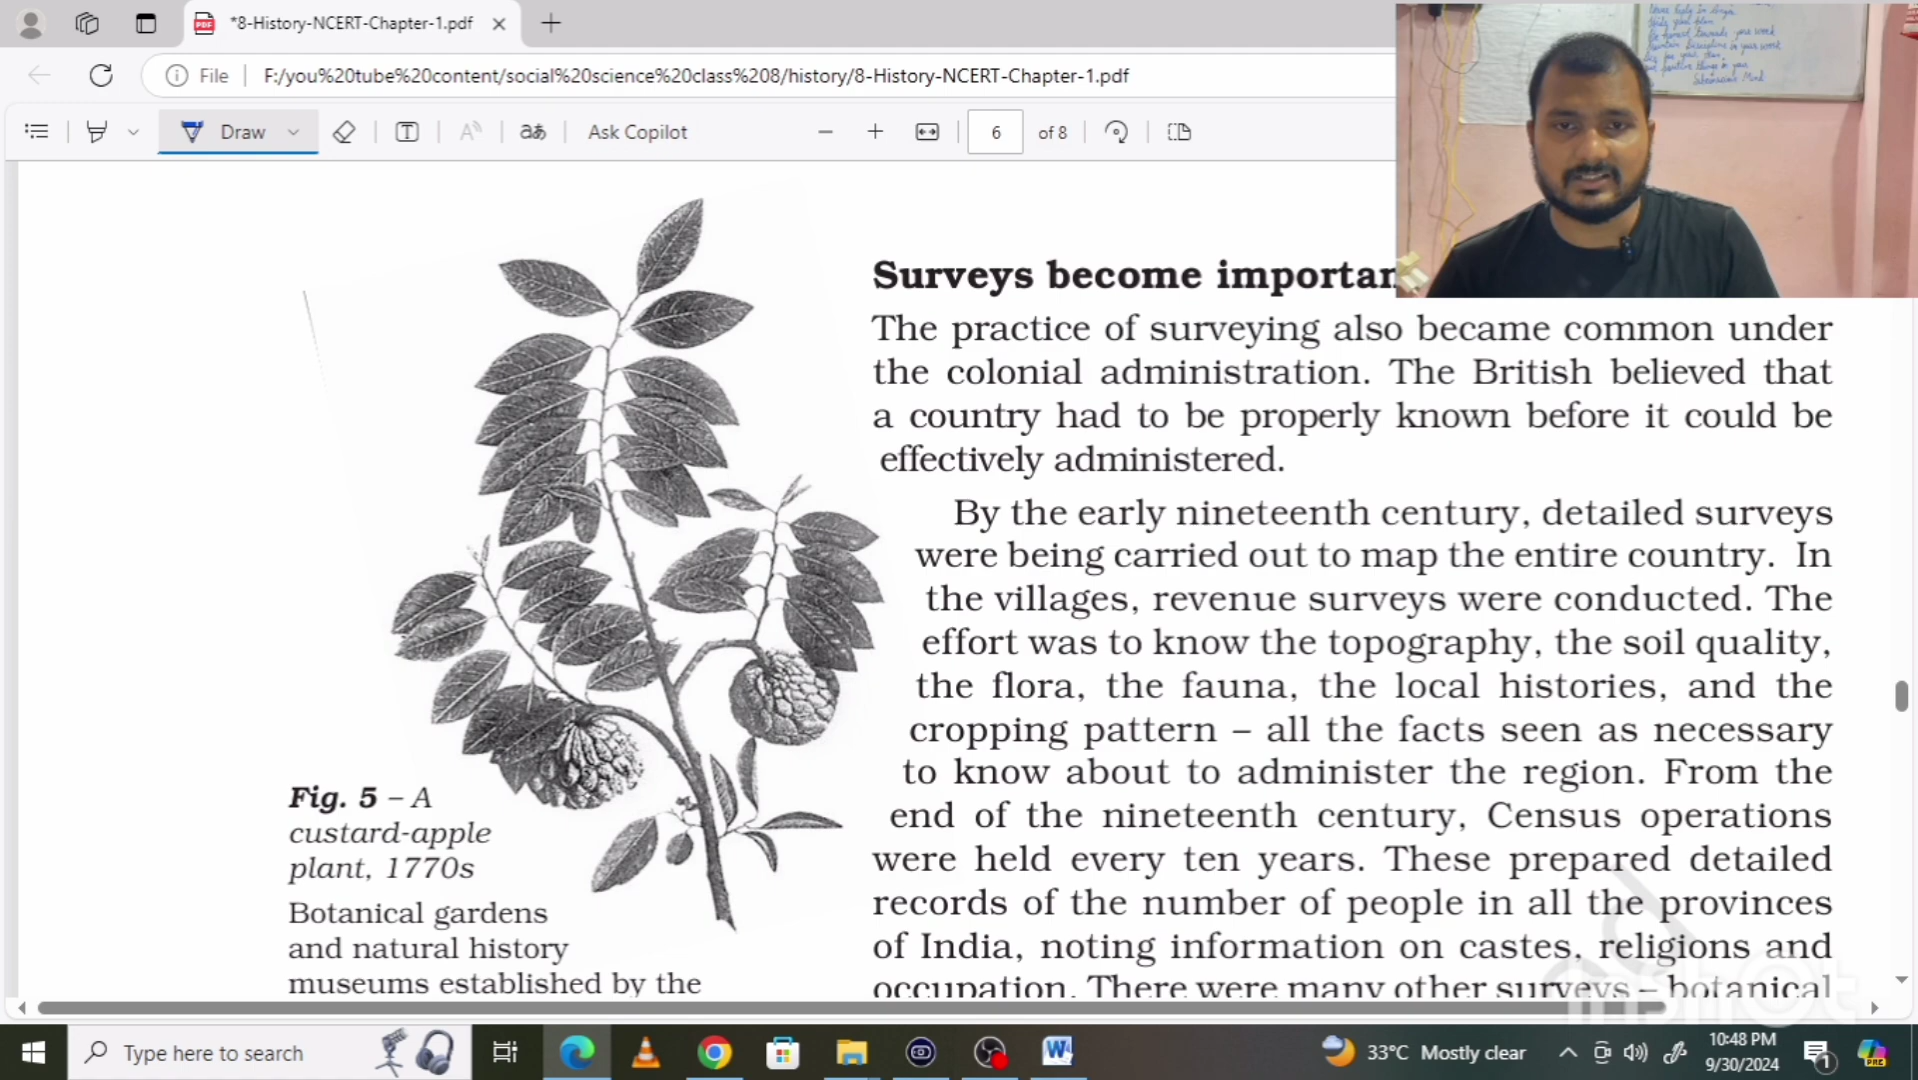 *8-History-NCERT-Chapter-1.pdf
File F:/you%20tube%20content/social%20science%20class%208/history/8-History-NCERT-Chapter-1.pdf
Draw
Ask Copilot
6 of 8
Surveys become importan
The practice of surveying also became common under
the colonial administration. The British believed that
a country had to be properly known before it could be
effectively administered.
By the early nineteenth century, detailed surveys
were being carried out to map the entire country. In
the villages, revenue surveys were conducted. The
effort was to know the topography, the soil quality,
the flora, the fauna, the local histories, and the
cropping pattern – all the facts seen as necessary
to know about to administer the region. From the
end of the nineteenth century, Census operations
were held every ten years. These prepared detailed
records of the number of people in all the provinces
of India, noting information on castes, religions and
occupation. There were many other surveys – botanical
Fig. 5 – A
custard-apple
plant, 1770s
Botanical gardens
and natural history
museums established by the
Type here to search
33°C Mostly clear
10:48 PM
9/30/2024